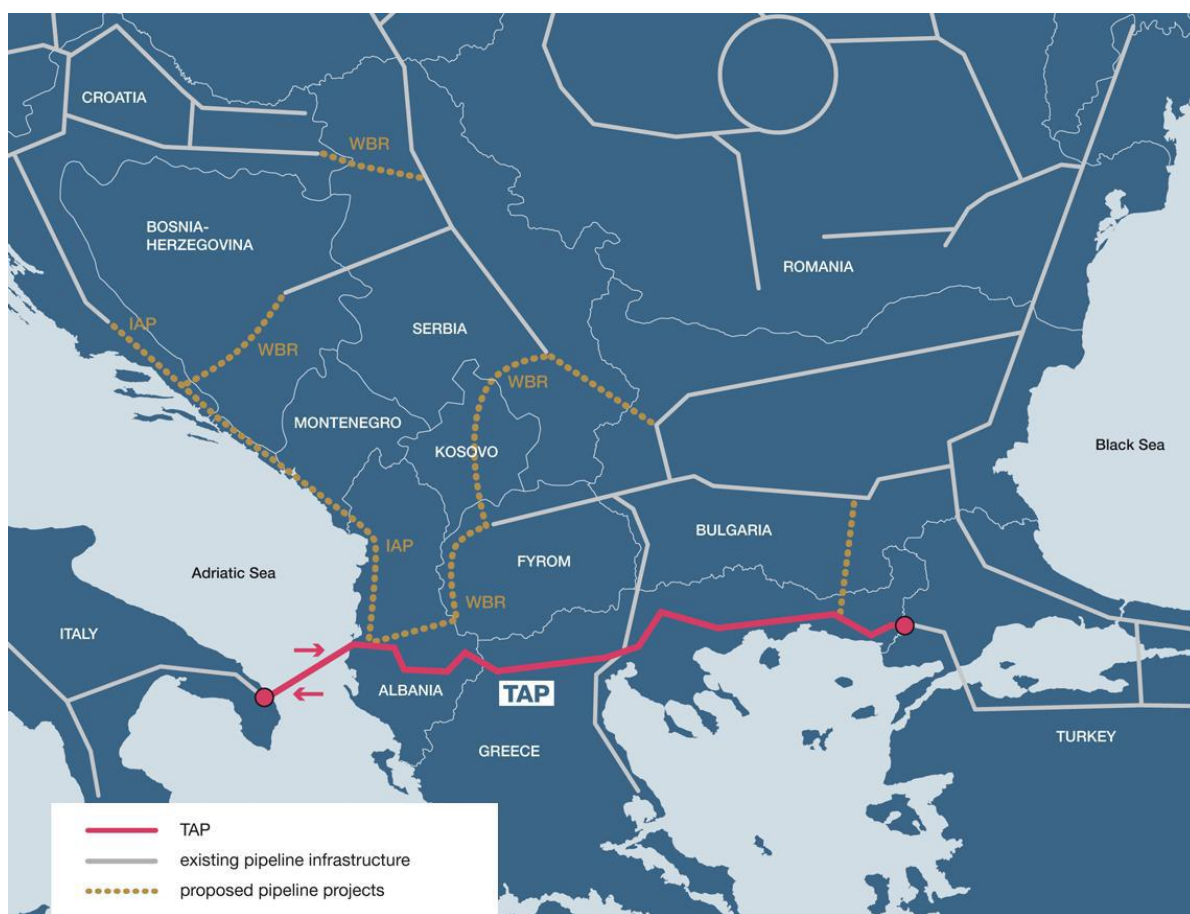 CROATIA
WBR
BOSNIA-
HERZEGOVINA
ROMANIA
IAP
SERBIA
WBR
WBR
MONTENEGRO
KOSOVO
Black Sea
BULGARIA
IAP
FYROM
Adriatic Sea
WBR
ITALY
ALBANIA
TAP
GREECE
TURKEY
TAP
existing pipeline infrastructure
proposed pipeline projects